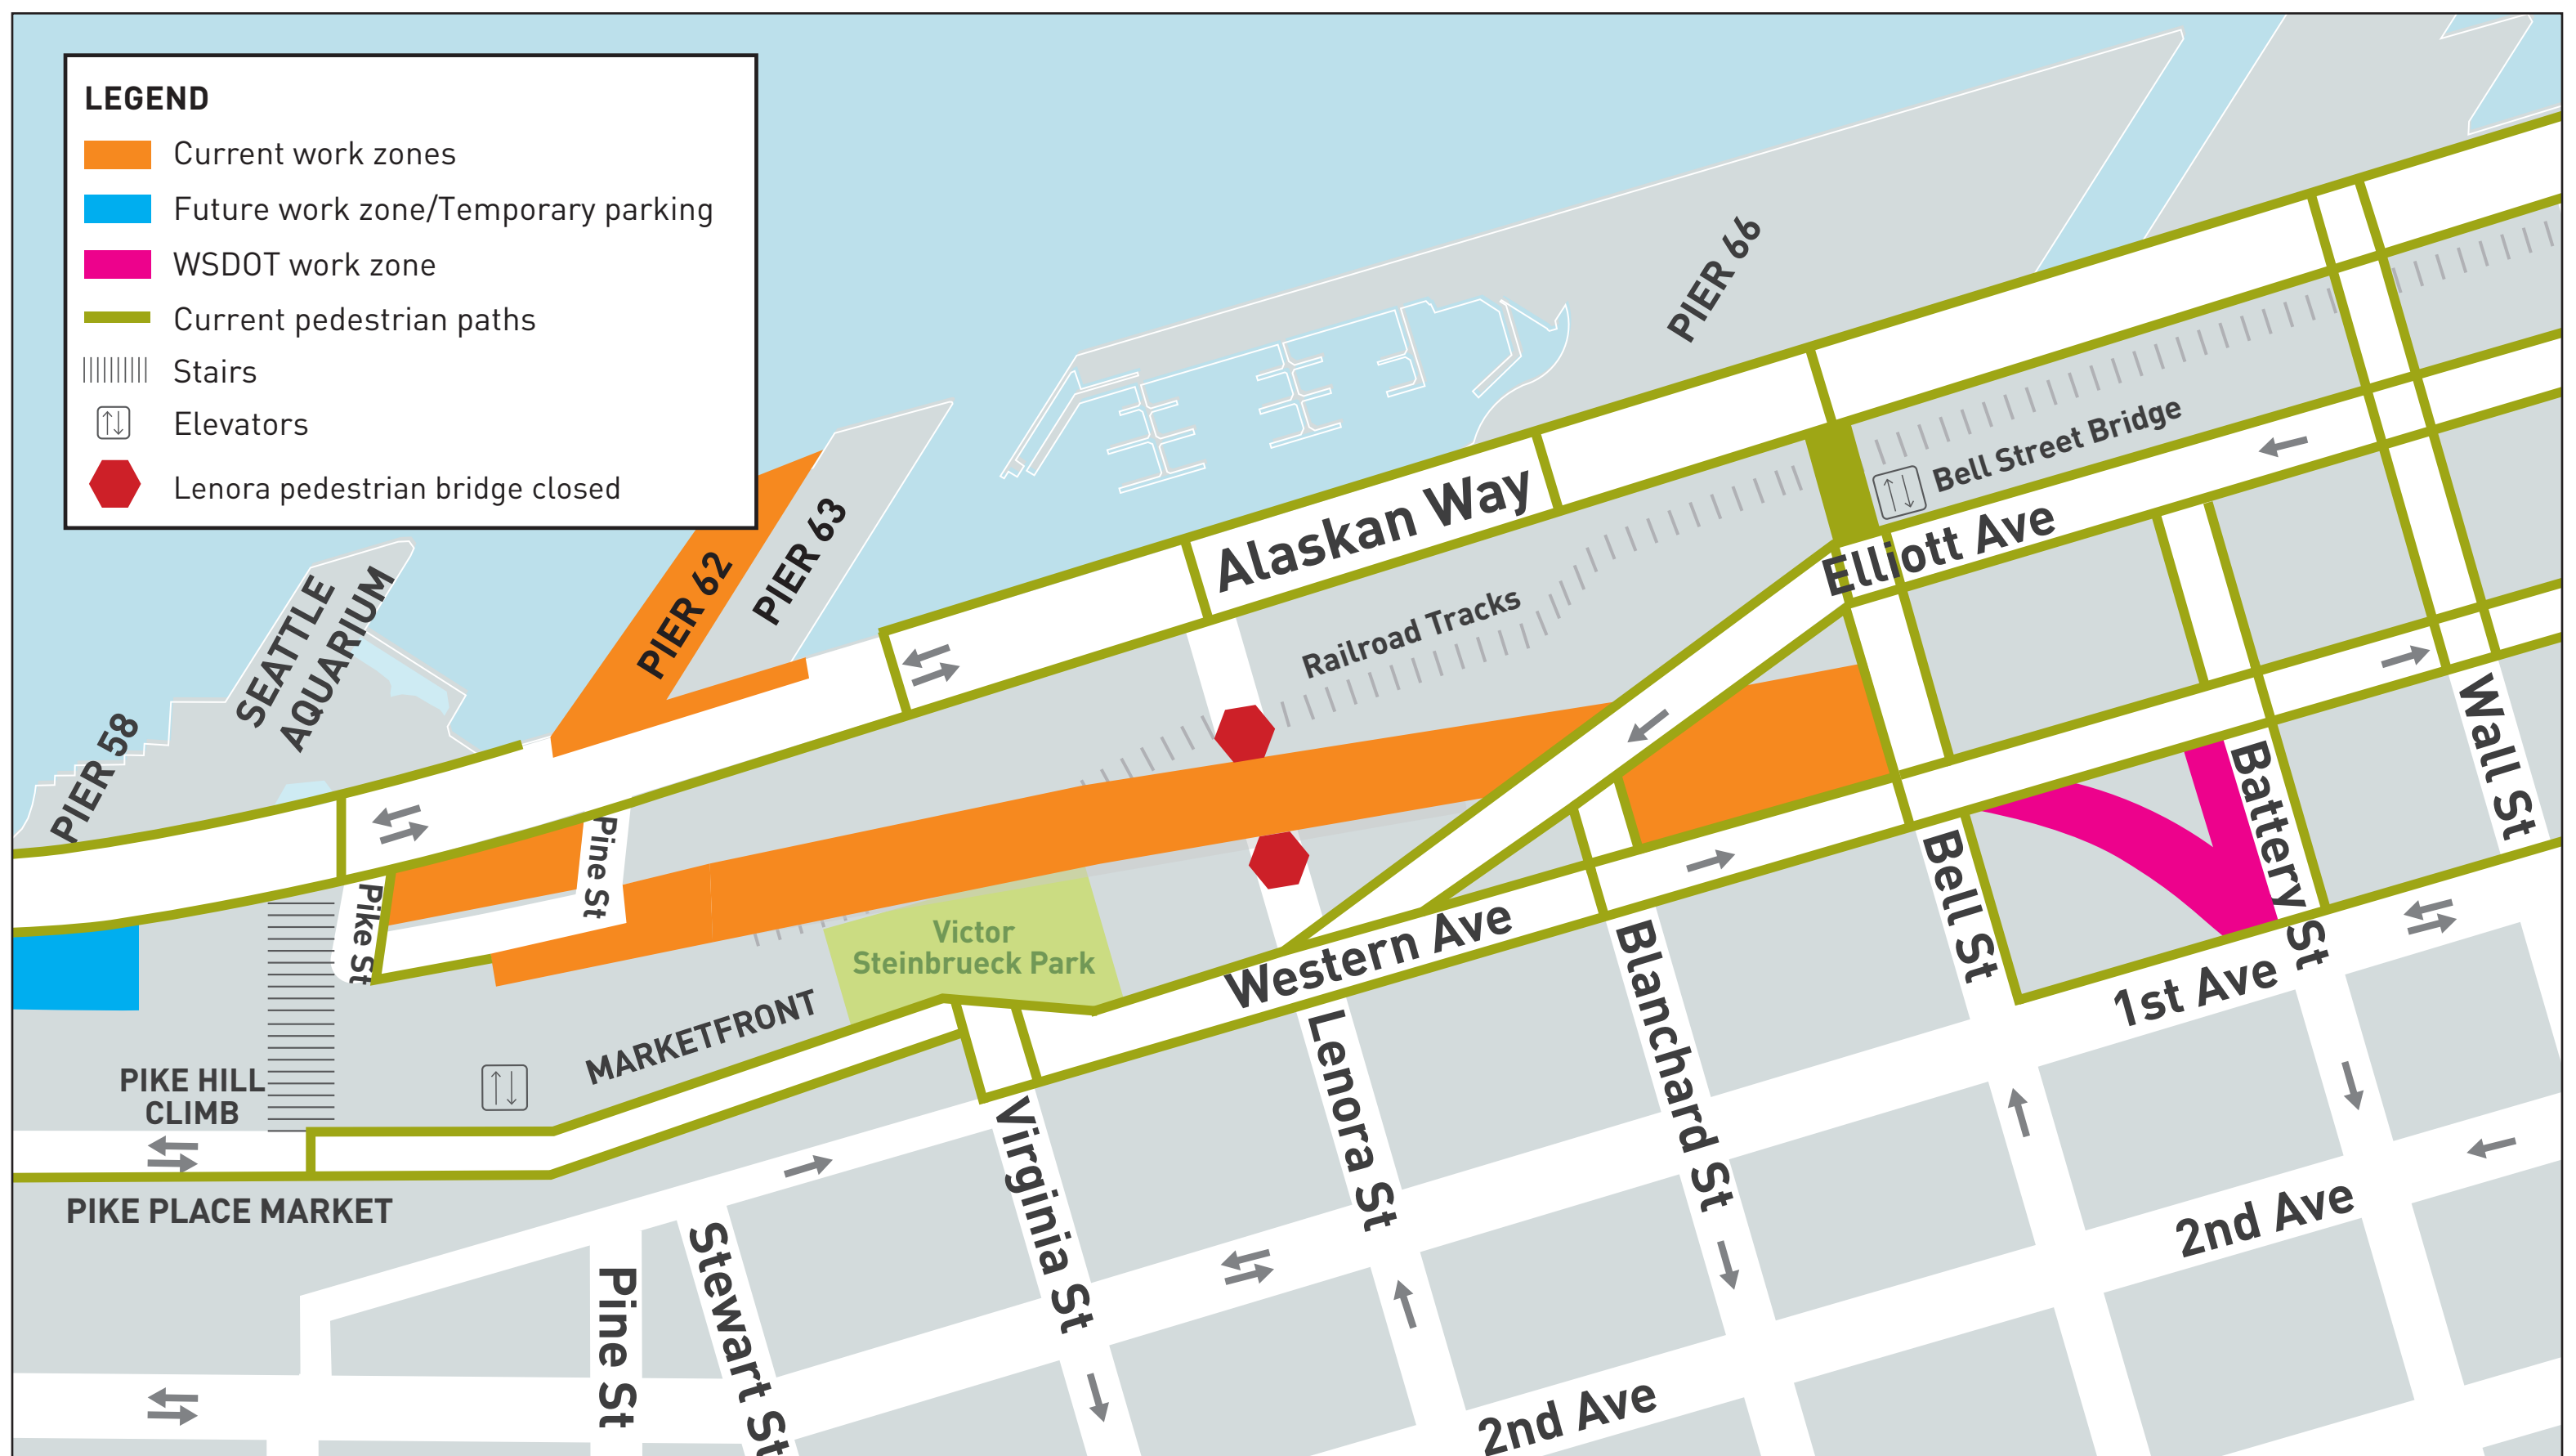 LEGEND
Current work zones
Future work zone/Temporary parking
WSDOT work zone
Current pedestrian paths
Stairs
Elevators
Lenora pedestrian bridge closed
PIER 66
PIER 63
PIER 62
SEATTLE
AQUARIUM
PIER 58
Alaskan Way
Bell Street Bridge
Elliott Ave
Railroad Tracks
Pine St
Pike St
Victor
Steinbrueck Park
Western Ave
MARKETFRONT
PIKE HILL
CLIMB
PIKE PLACE MARKET
Wall St
Battery St
Bell St
Blanchard St
Lenora St
Virginia St
Stewart St
Pine St
1st Ave
2nd Ave
2nd Ave